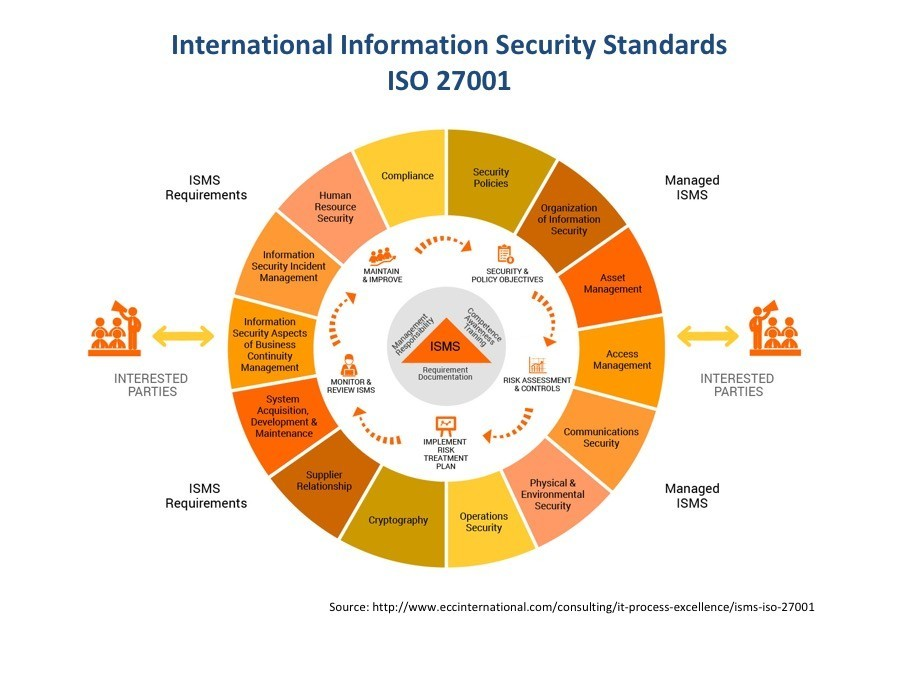 International Information Security Standards
ISO 27001
ISMS
Requirements
Managed
ISMS
Compliance
Security
Policies
Organization
of Information
Security
Asset
Management
Access
Management
Communications
Security
Physical &
Environmental
Security
Operations
Security
Cryptography
Supplier
Relationship
System
Acquisition,
Development &
Maintenance
Information
Security Aspects
of Business
Continuity
Management
Information
Security Incident
Management
Human
Resource
Security
MAINTAIN
& IMPROVE
SECURITY &
POLICY OBJECTIVES
RISK ASSESSMENT
& CONTROLS
IMPLEMENT
RISK
TREATMENT
PLAN
MONITOR &
REVIEW ISMS
Management
Responsibility
Competence
Awareness
Training
ISMS
Requirement
Documentation
INTERESTED
PARTIES
INTERESTED
PARTIES
ISMS
Requirements
Managed
ISMS
Source: http://www.eccinternational.com/consulting/it-process-excellence/isms-iso-27001